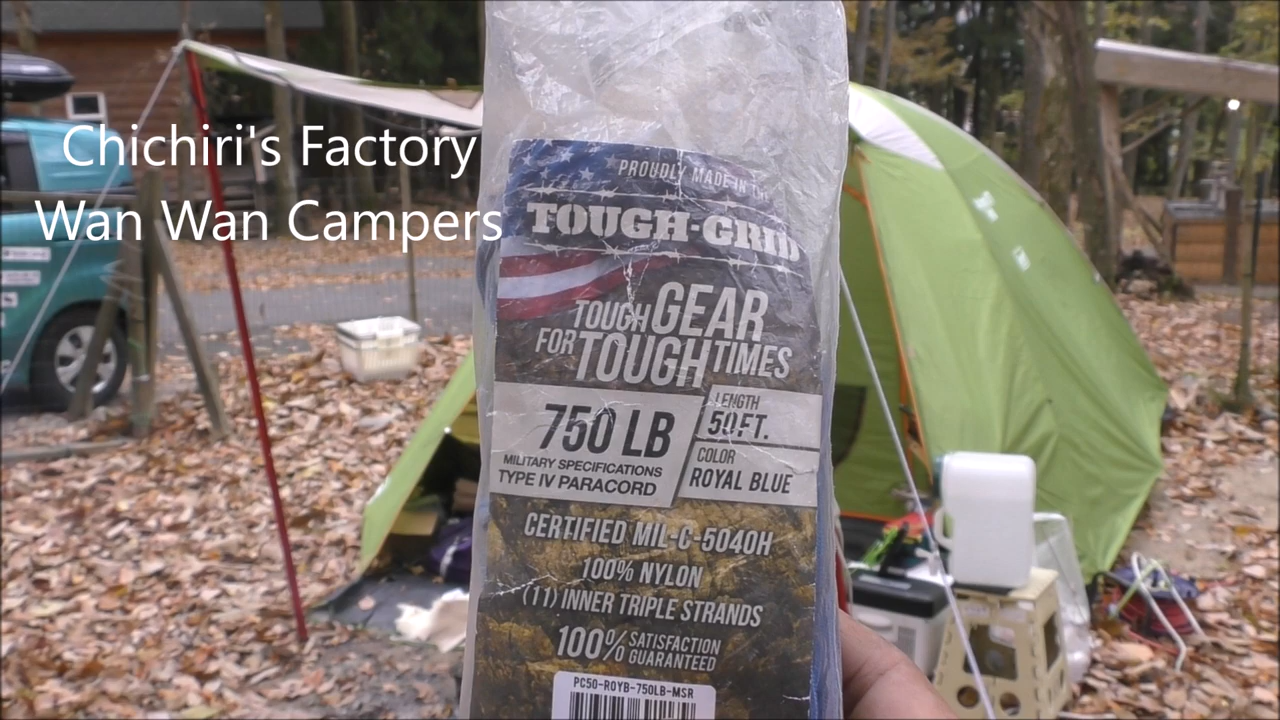 Chichiri's Factory
Wan Wan Campers
PROUDLY MADE IN
TOUGH-GRID
TOUGH GEAR
FOR TOUGH TIMES
750 LB
MILITARY SPECIFICATIONS
TYPE IV PARACORD
LENGTH
50 FT.
COLOR
ROYAL BLUE
CERTIFIED MIL-C-5040H
100% NYLON
(11) INNER TRIPLE STRANDS
100% SATISFACTION
GUARANTEED
PC50-ROYB-750LB-MSR